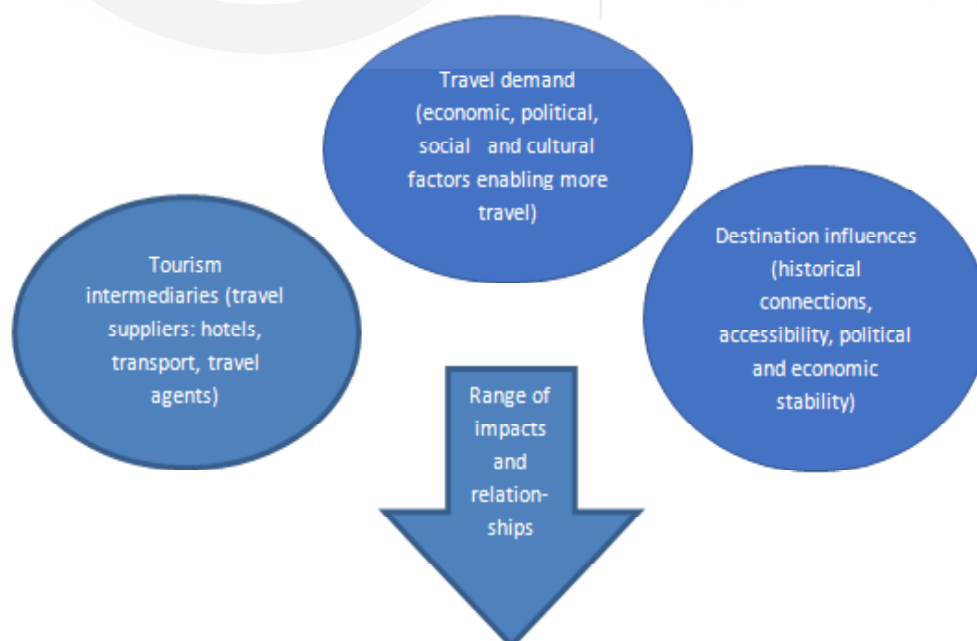 Travel demand
(economic, political,
social and cultural
factors enabling more
travel)
Tourism
intermediaries (travel
suppliers: hotels,
transport, travel
agents)
Destination influences
(historical
connections,
accessibility, political
and economic
stability)
Range of
impacts
and
relation-
ships